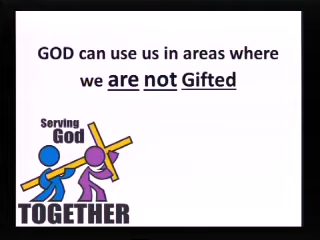 GOD can use us in areas where
we are not Gifted
Serving
God
TOGETHER